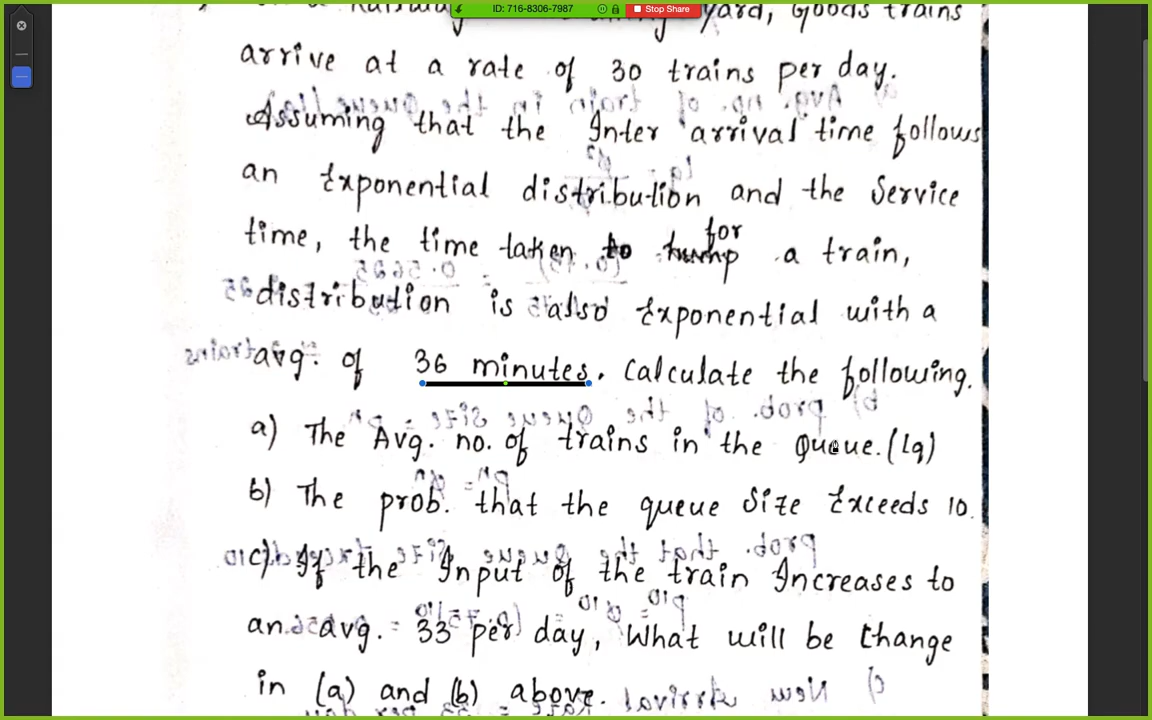 ID: 716-8306-7987 Stop Share
yard, Goods trains
arrive at a rate of 30 trains per day.
Assuming that the Inter arrival time follows
an Exponential distribution and the Service
time, the time taken for a train,
distribution is also Exponential with a
avg. of 36 minutes. Calculate the following.
a) The Avg. no. of trains in the Queue. (Lq)
b) The prob. that the queue Size Exceeds 10.
c) If the Input of the train Increases to
an avg. 33 per day, What will be Change
in (a) and (b) above.